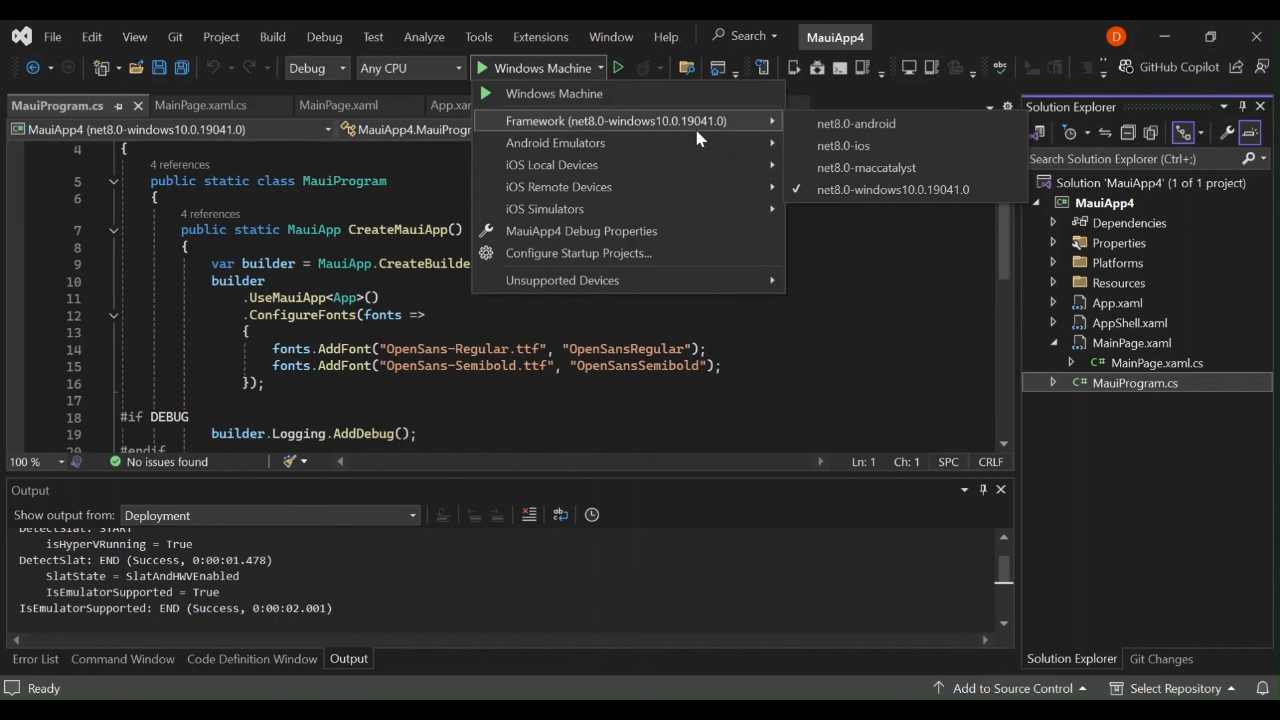 File Edit View Git Project Build Debug Test Analyze Tools Extensions Window Help Search MauiApp4 D
Debug Any CPU Windows Machine GitHub Copilot
MauiProgram.cs MainPage.xaml.cs MainPage.xaml App.xa
MauiApp4 (net8.0-windows10.0.19041.0) MauiApp4.MauiProgr
4 {
4 references
5 public static class MauiProgram
6 {
4 references
7 public static MauiApp CreateMauiApp()
8 {
9 var builder = MauiApp.CreateBuilde
10 builder
11 .UseMauiApp<App>()
12 .ConfigureFonts(fonts =>
13 {
14 fonts.AddFont("OpenSans-Regular.ttf", "OpenSansRegular");
15 fonts.AddFont("OpenSans-Semibold.ttf", "OpenSansSemibold");
16 });
17
18 #if DEBUG
19 builder.Logging.AddDebug();
20 #endif
Windows Machine
Framework (net8.0-windows10.0.19041.0)
Android Emulators
iOS Local Devices
iOS Remote Devices
iOS Simulators
MauiApp4 Debug Properties
Configure Startup Projects...
Unsupported Devices
net8.0-android
net8.0-ios
net8.0-maccatalyst
net8.0-windows10.0.19041.0
100 % No issues found Ln: 1 Ch: 1 SPC CRLF
Output
Show output from: Deployment
DetectSlat: START
isHyperVRunning = True
DetectSlat: END (Success, 0:00:01.478)
SlatState = SlatAndHWVEnabled
IsEmulatorSupported = True
IsEmulatorSupported: END (Success, 0:00:02.001)
Error List Command Window Code Definition Window Output
Solution Explorer
Search Solution Explorer (Ctrl+;)
Solution 'MauiApp4' (1 of 1 project)
MauiApp4
Dependencies
Properties
Platforms
Resources
App.xaml
AppShell.xaml
MainPage.xaml
C# MainPage.xaml.cs
C# MauiProgram.cs
Solution Explorer Git Changes
Ready Add to Source Control Select Repository